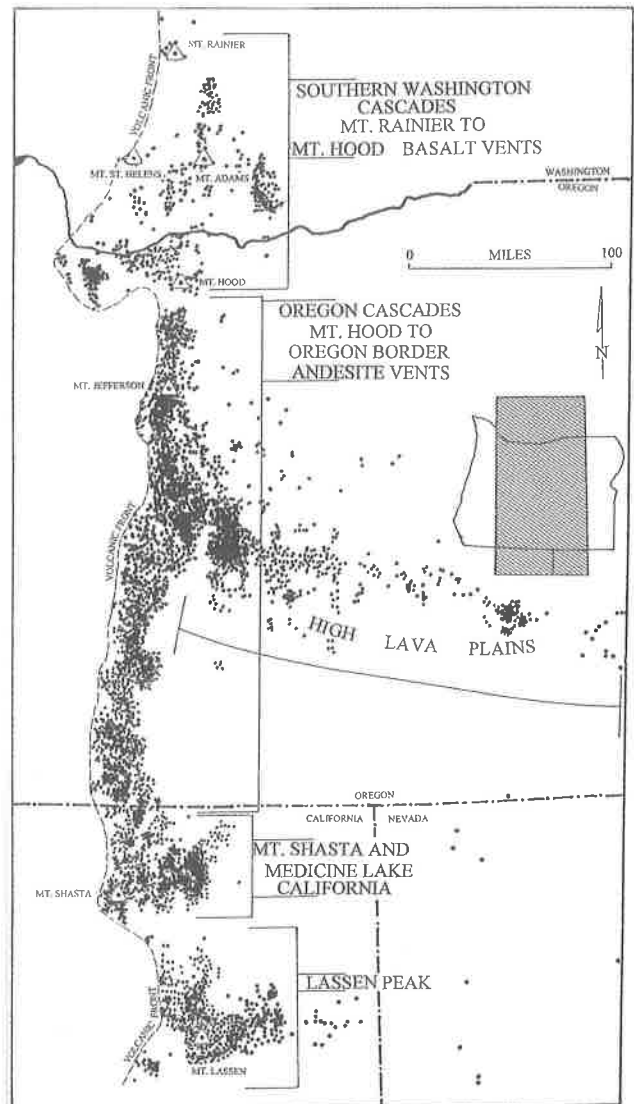 MT. RAINIER
VOLCANIC FRONT
SOUTHERN WASHINGTON
CASCADES
MT. RAINIER TO
MT. HOOD BASALT VENTS
MT. ST. HELENS
MT. ADAMS
WASHINGTON
OREGON
0 MILES 100
MT. HOOD
OREGON CASCADES
MT. HOOD TO
OREGON BORDER
ANDESITE VENTS
N
MT. JEFFERSON
VOLCANIC FRONT
HIGH LAVA PLAINS
OREGON
CALIFORNIA NEVADA
MT. SHASTA AND
MEDICINE LAKE
CALIFORNIA
MT. SHASTA
LASSEN PEAK
VOLCANIC FRONT
MT. LASSEN